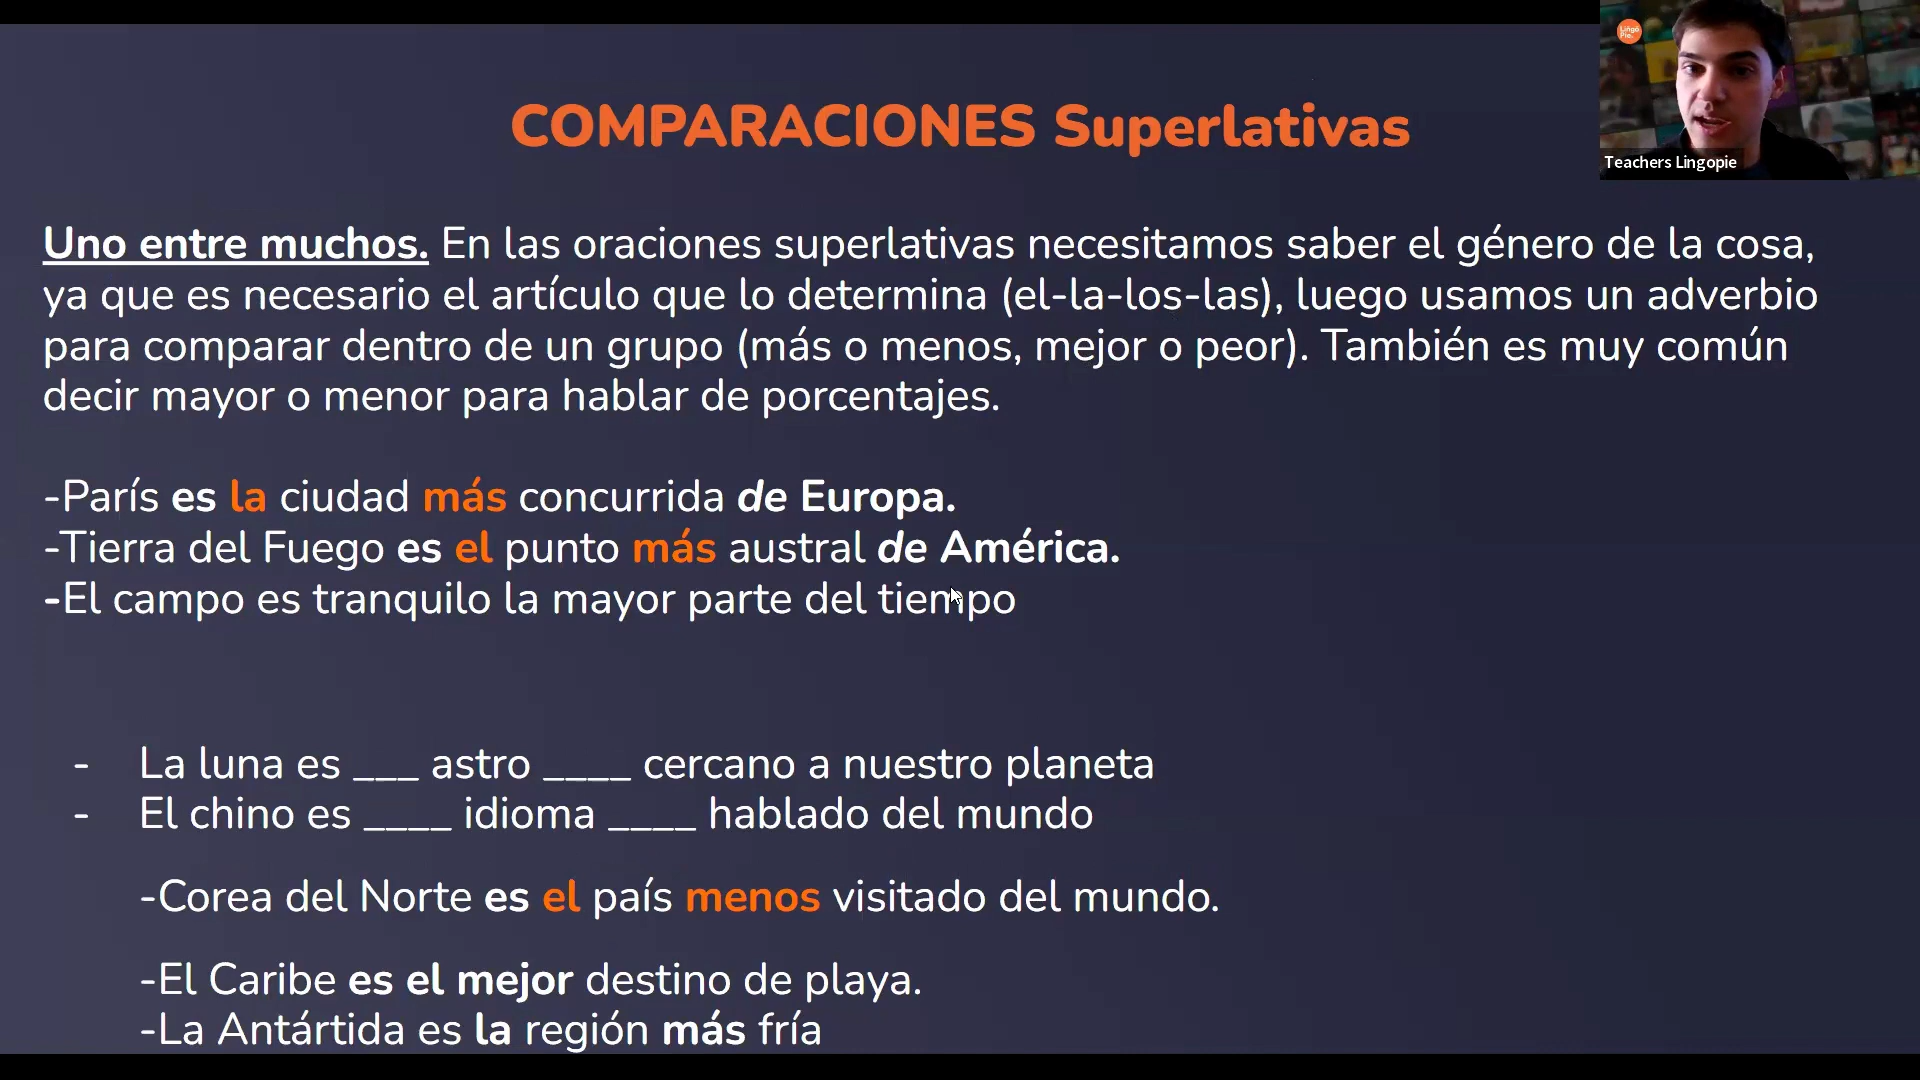 COMPARACIONES Superlativas
Lingo
Pie.
Teachers Lingopie
Uno entre muchos. En las oraciones superlativas necesitamos saber el género de la cosa,
ya que es necesario el artículo que lo determina (el-la-los-las), luego usamos un adverbio
para comparar dentro de un grupo (más o menos, mejor o peor). También es muy común
decir mayor o menor para hablar de porcentajes.
-París es la ciudad más concurrida de Europa.
-Tierra del Fuego es el punto más austral de América.
-El campo es tranquilo la mayor parte del tiempo
- La luna es ___ astro ____ cercano a nuestro planeta
- El chino es ____ idioma ____ hablado del mundo
-Corea del Norte es el país menos visitado del mundo.
-El Caribe es el mejor destino de playa.
-La Antártida es la región más fría